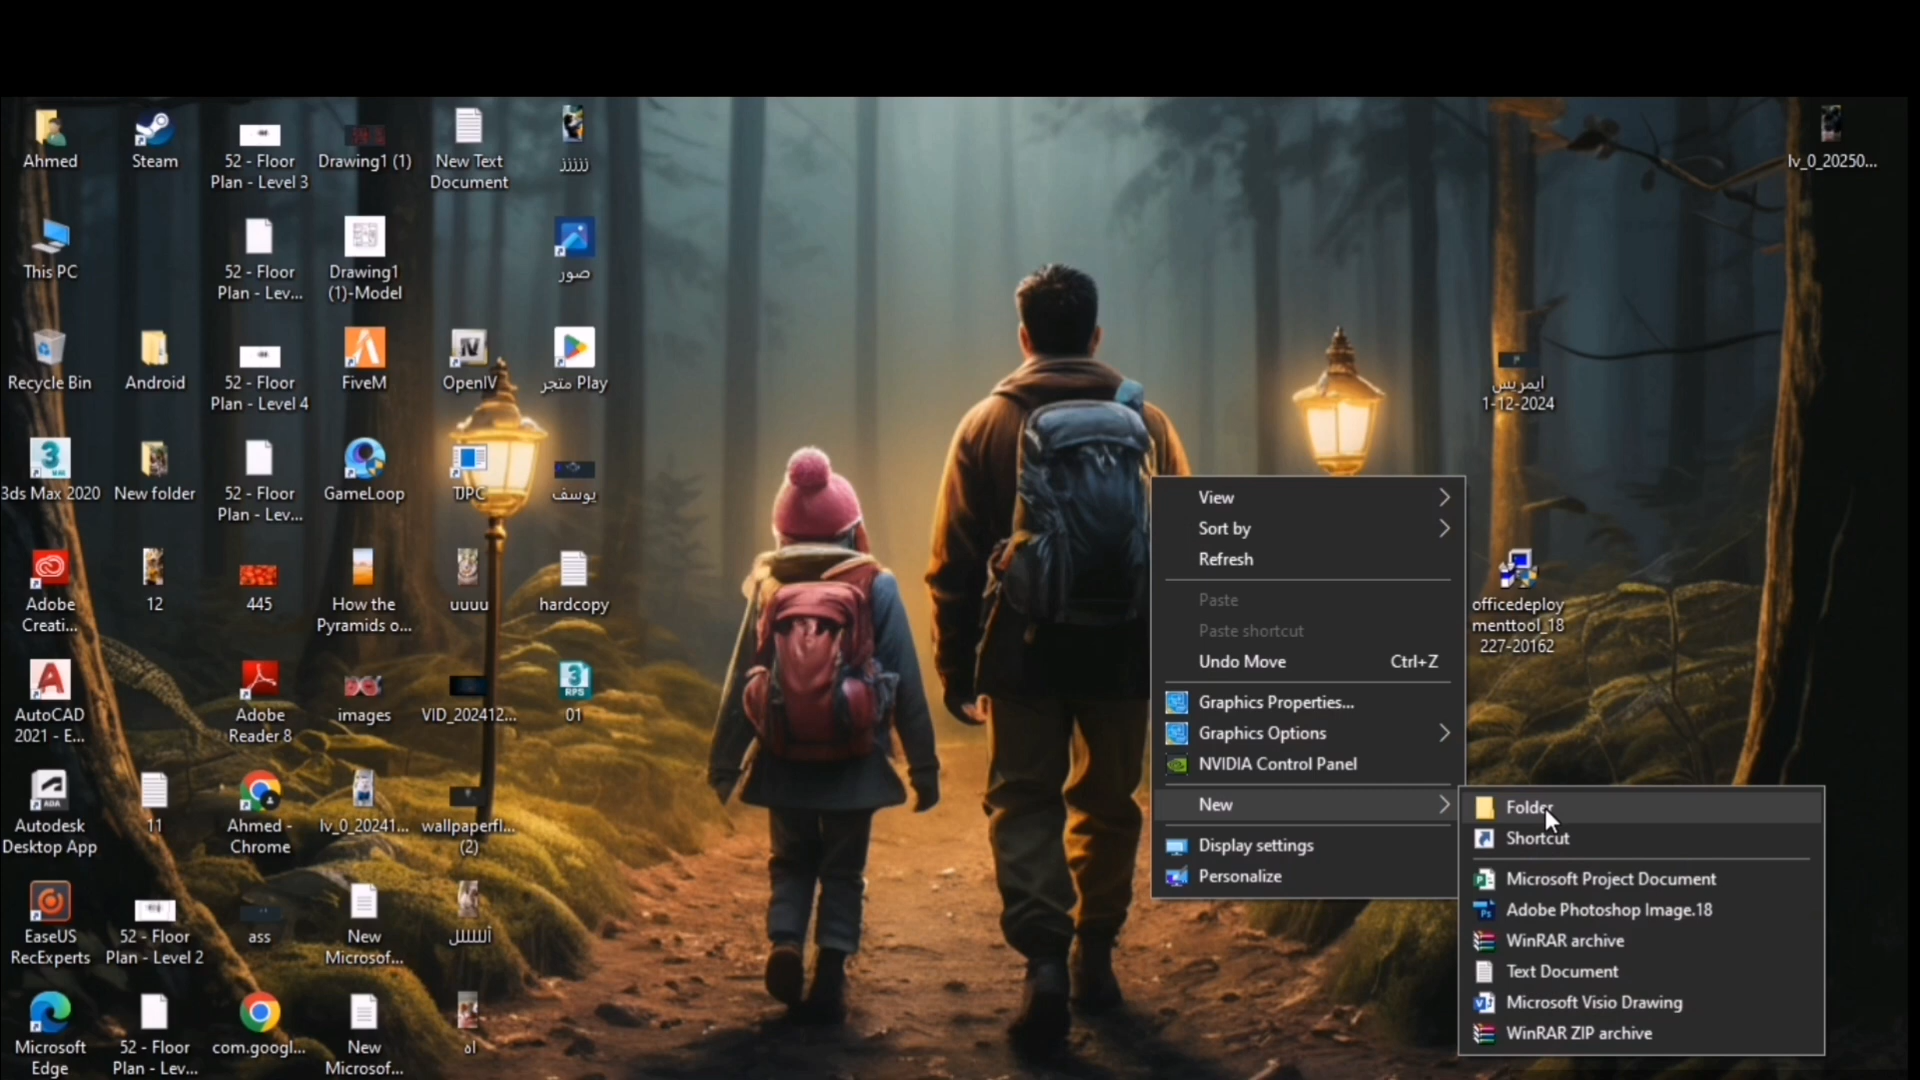 Ahmed
Steam
52 - Floor
Plan - Level 3
Drawing1 (1)
New Text
Document
ززززز
lv_0_20250...
This PC
52 - Floor
Plan - Lev...
Drawing1
(1)-Model
صور
Recycle Bin
Android
52 - Floor
Plan - Level 4
FiveM
OpenIV
متجر Play
ايمريس
1-12-2024
3ds Max 2020
New folder
52 - Floor
Plan - Lev...
GameLoop
TJPC
يوسف
Adobe
Creati...
12
445
How the
Pyramids o...
uuuu
hardcopy
officedeploy
menttool_18
227-20162
AutoCAD
2021 - E...
Adobe
Reader 8
images
VID_202412...
01
Autodesk
Desktop App
11
Ahmed -
Chrome
lv_0_20241...
wallpaperfl...
(2)
EaseUS
RecExperts
52 - Floor
Plan - Level 2
ass
New
Microsof...
Microsoft
Edge
52 - Floor
Plan - Lev...
com.googl...
New
Microsof...
اه
View
Sort by
Refresh
Paste
Paste shortcut
Undo Move Ctrl+Z
Graphics Properties...
Graphics Options
NVIDIA Control Panel
New
Display settings
Personalize
Folder
Shortcut
Microsoft Project Document
Adobe Photoshop Image.18
WinRAR archive
Text Document
Microsoft Visio Drawing
WinRAR ZIP archive